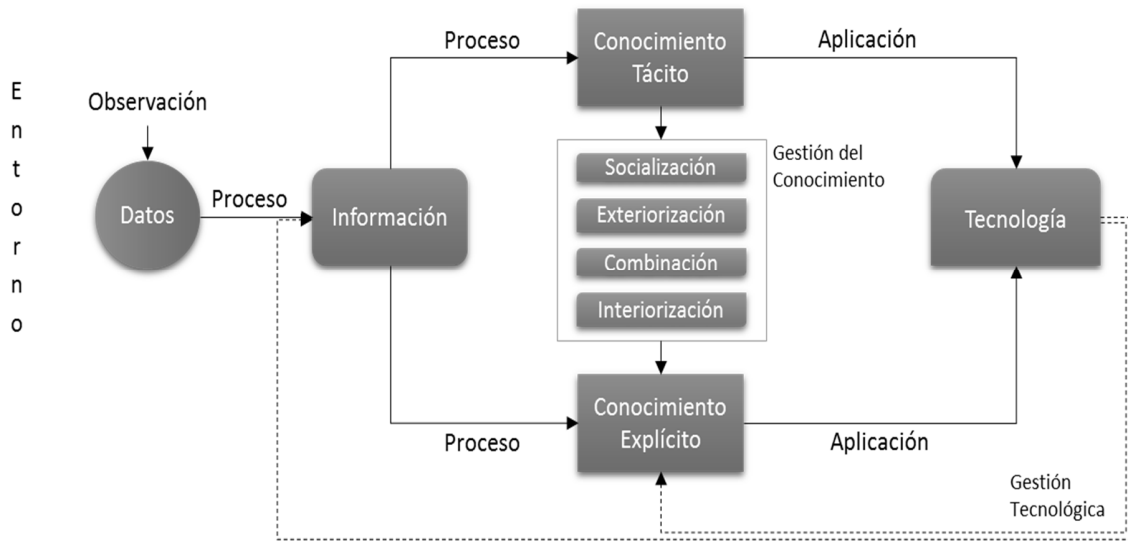 Entorno
Observación
Datos
Proceso
Información
Proceso
Conocimiento
Tácito
Aplicación
Gestión del
Conocimiento
Socialización
Exteriorización
Combinación
Interiorización
Tecnología
Proceso
Conocimiento
Explícito
Aplicación
Gestión
Tecnológica